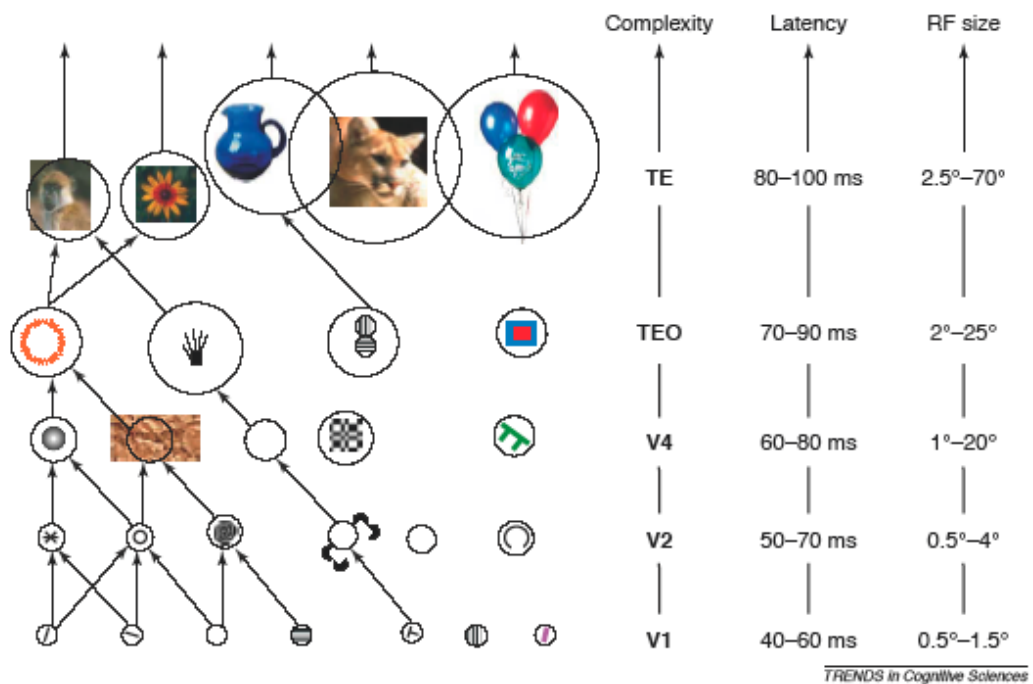 Complexity Latency RF size
TE 80–100 ms 2.5°–70°
TEO 70–90 ms 2°–25°
V4 60–80 ms 1°–20°
V2 50–70 ms 0.5°–4°
V1 40–60 ms 0.5°–1.5°
TRENDS in Cognitive Sciences